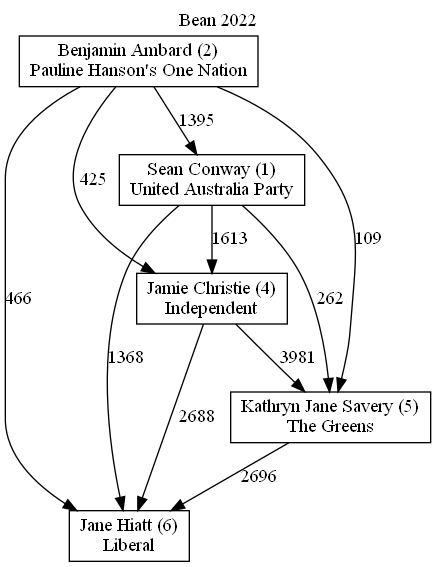 Bean 2022
Benjamin Ambard (2)
Pauline Hanson's One Nation
1395
Sean Conway (1)
United Australia Party
425
1613
109
Jamie Christie (4)
Independent
466
262
1368
3981
2688
Kathryn Jane Savery (5)
The Greens
2696
Jane Hiatt (6)
Liberal